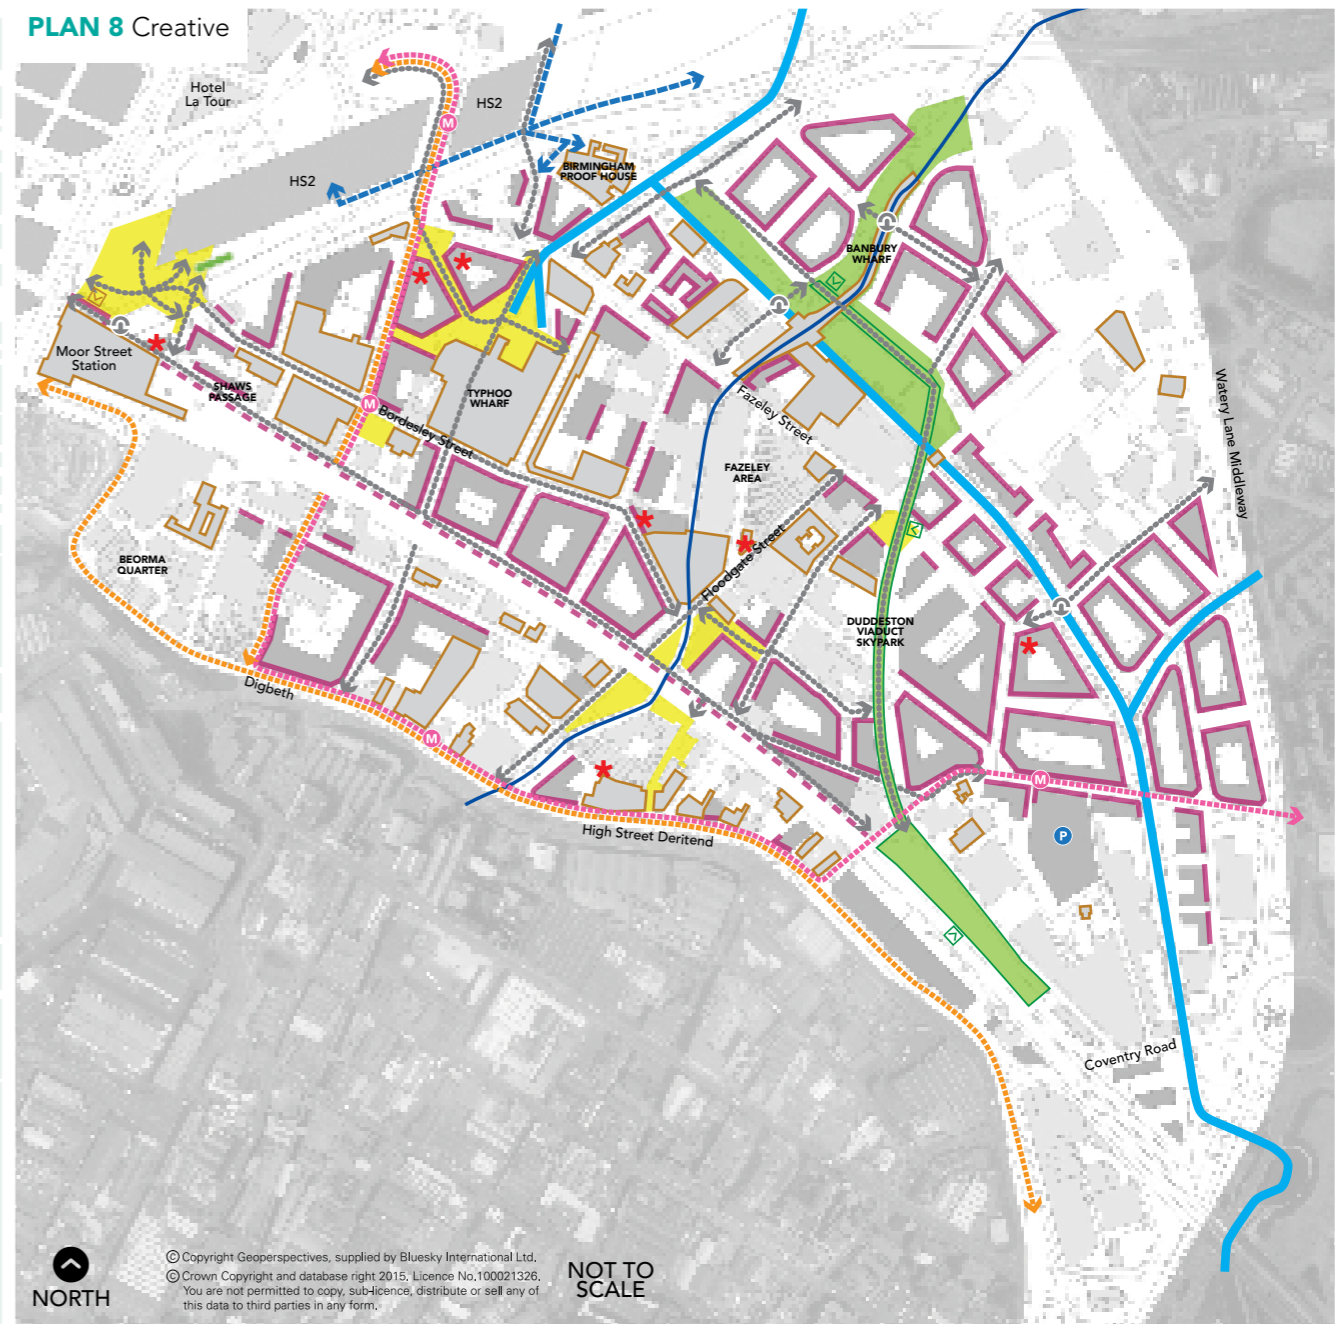 PLAN 8 Creative
Hotel
La Tour
HS2
M
HS2
BIRMINGHAM
PROOF HOUSE
BANBURY
WHARF
Moor Street
Station
SHAWS
PASSAGE
TYPHOO
WHARF
M
Bordesley Street
Fazeley Street
Watery Lane Middleway
FAZELEY
AREA
Floodgate Street
BEORMA
QUARTER
DUDDESTON
VIADUCT
SKYPARK
Digbeth
M
M
High Street Deritend
P
Coventry Road
NORTH
© Copyright Geoperspectives, supplied by Bluesky International Ltd.
© Crown Copyright and database right 2015. Licence No.100021326.
You are not permitted to copy, sub-licence, distribute or sell any of
this data to third parties in any form.
NOT TO
SCALE